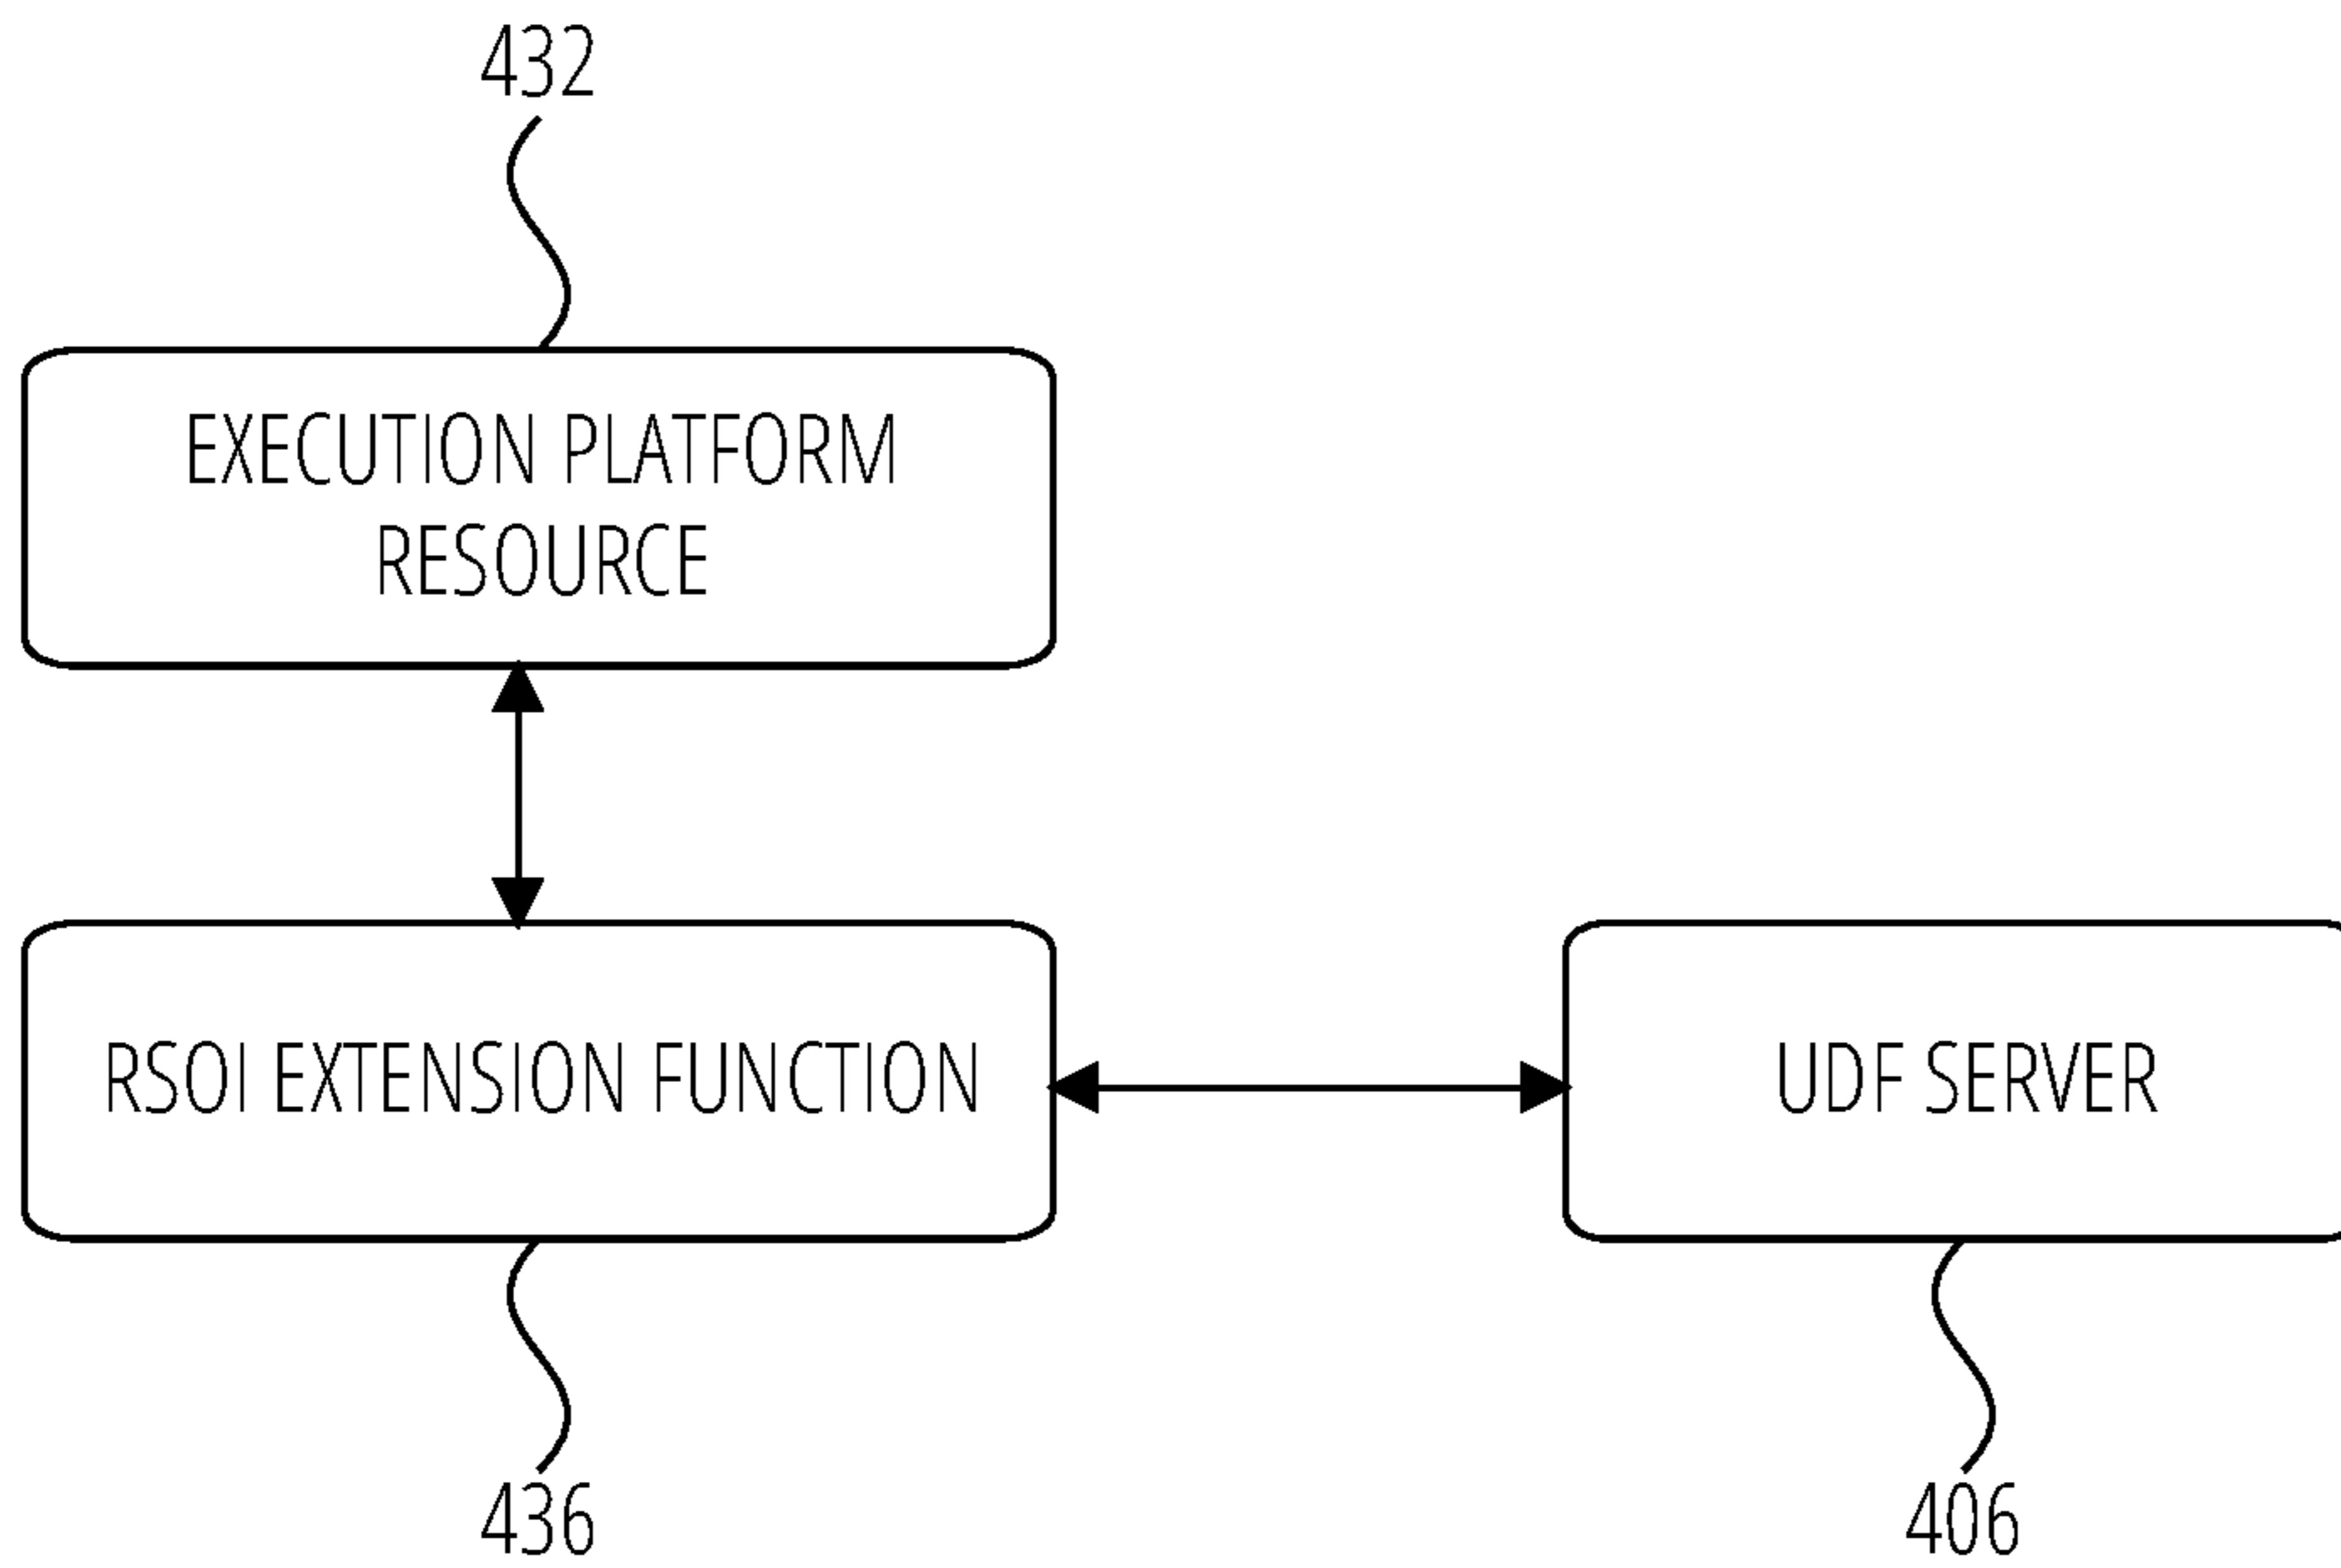 432
EXECUTION PLATFORM
RESOURCE
RSOI EXTENSION FUNCTION
UDF SERVER
436
406